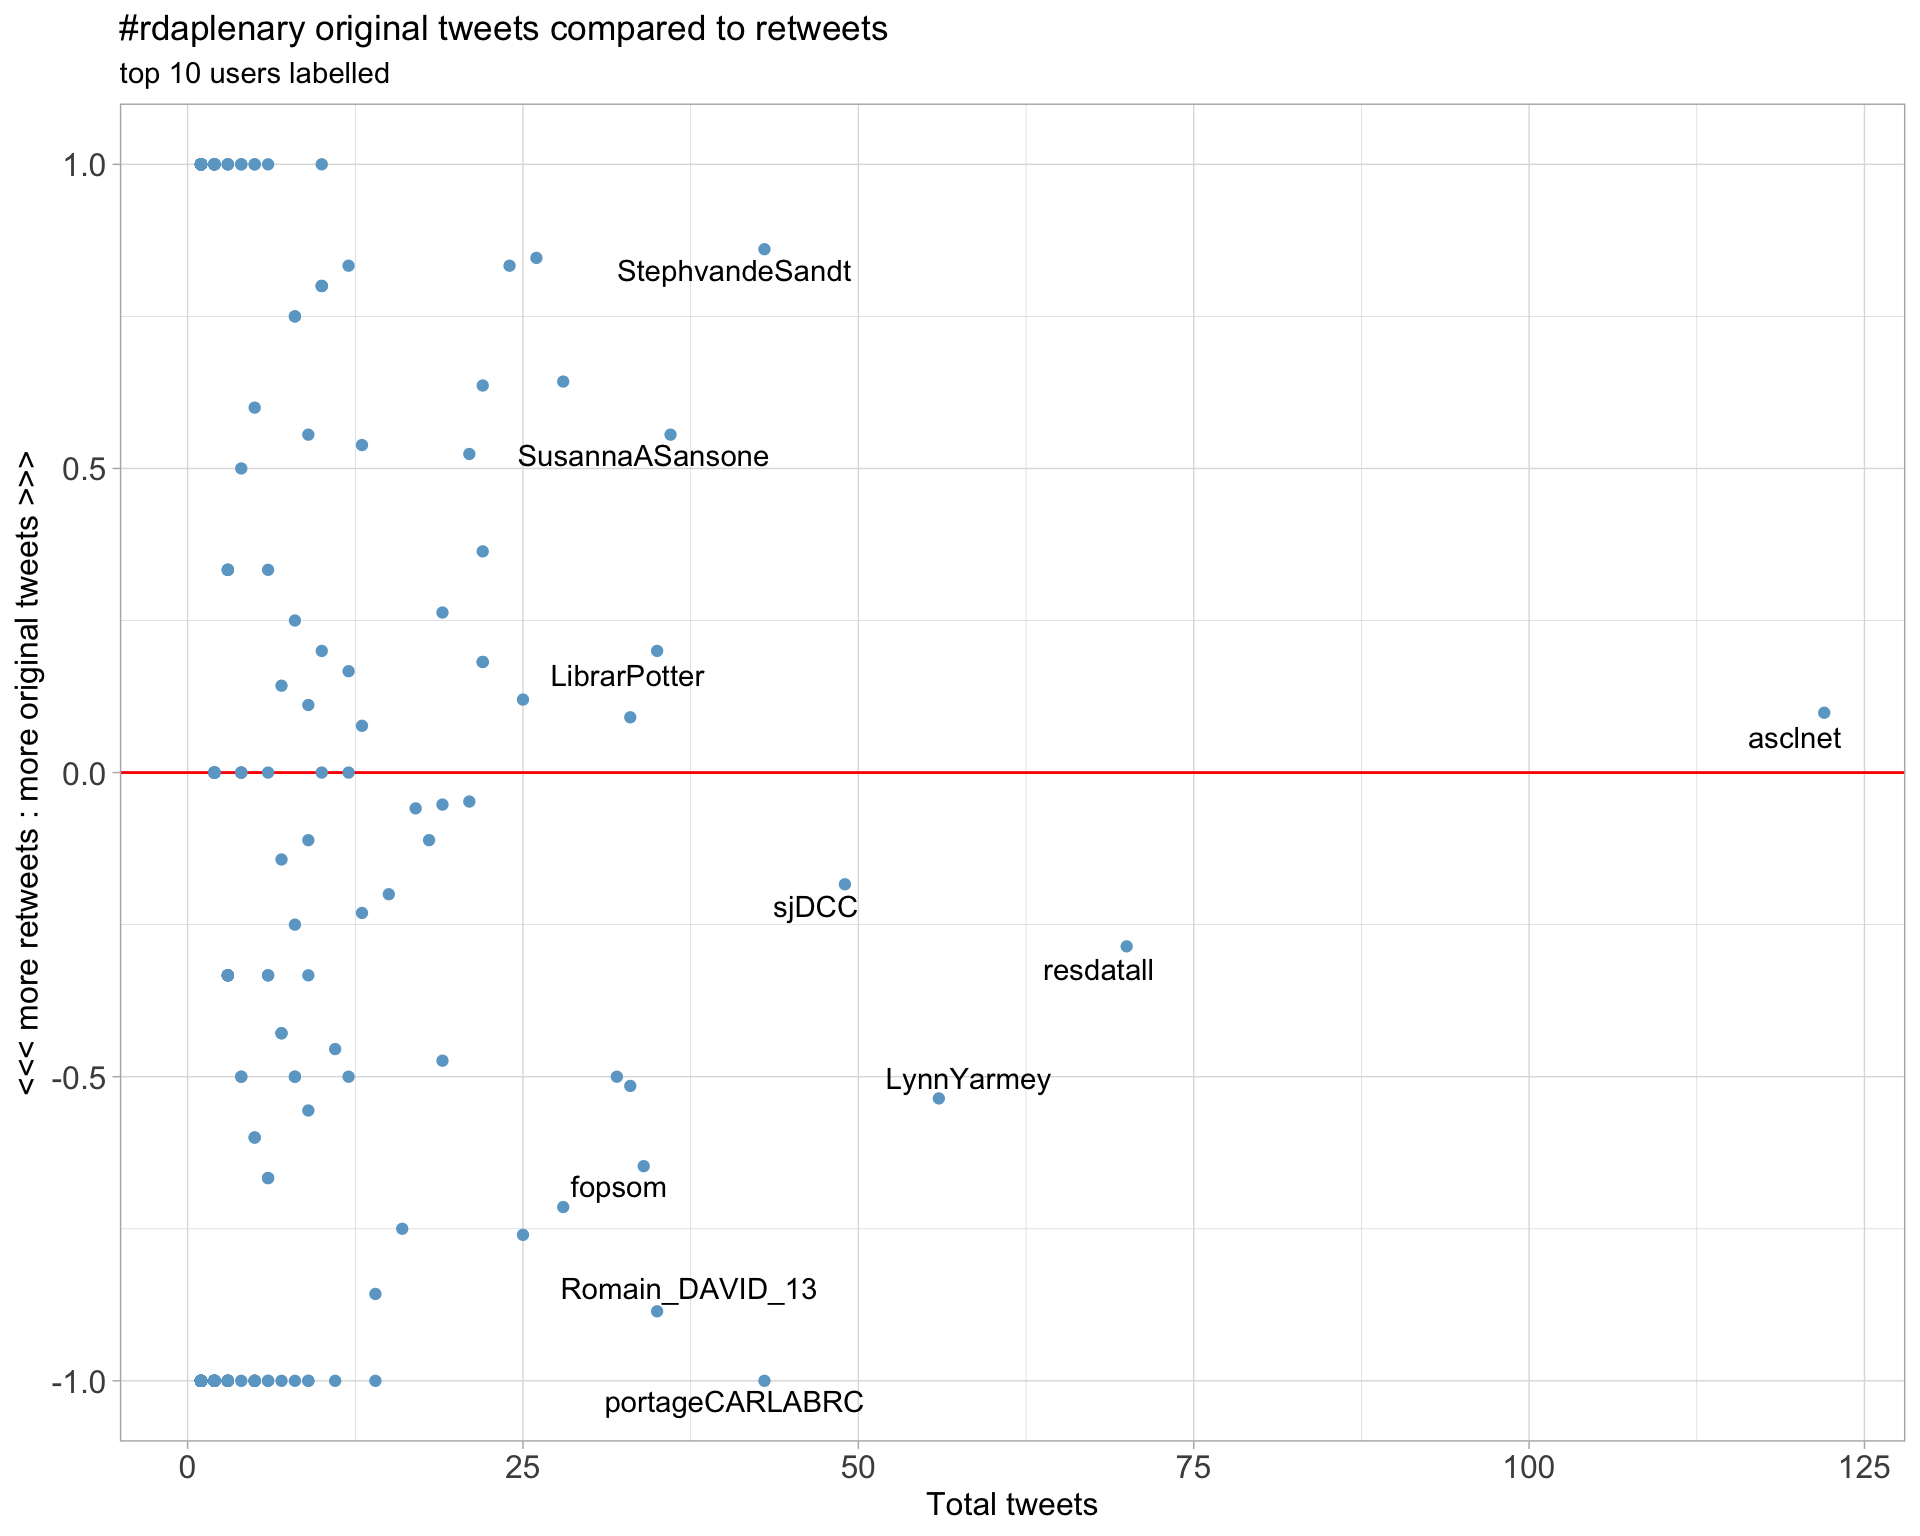 #rdaplenary original tweets compared to retweets
top 10 users labelled
<<< more retweets : more original tweets >>>
1.0
0.5
0.0
-0.5
-1.0
StephvandeSandt
SusannaASansone
LibrarPotter
asclnet
sjDCC
resdatall
LynnYarmey
fopsom
Romain_DAVID_13
portageCARLABRC
0
25
50
75
100
125
Total tweets